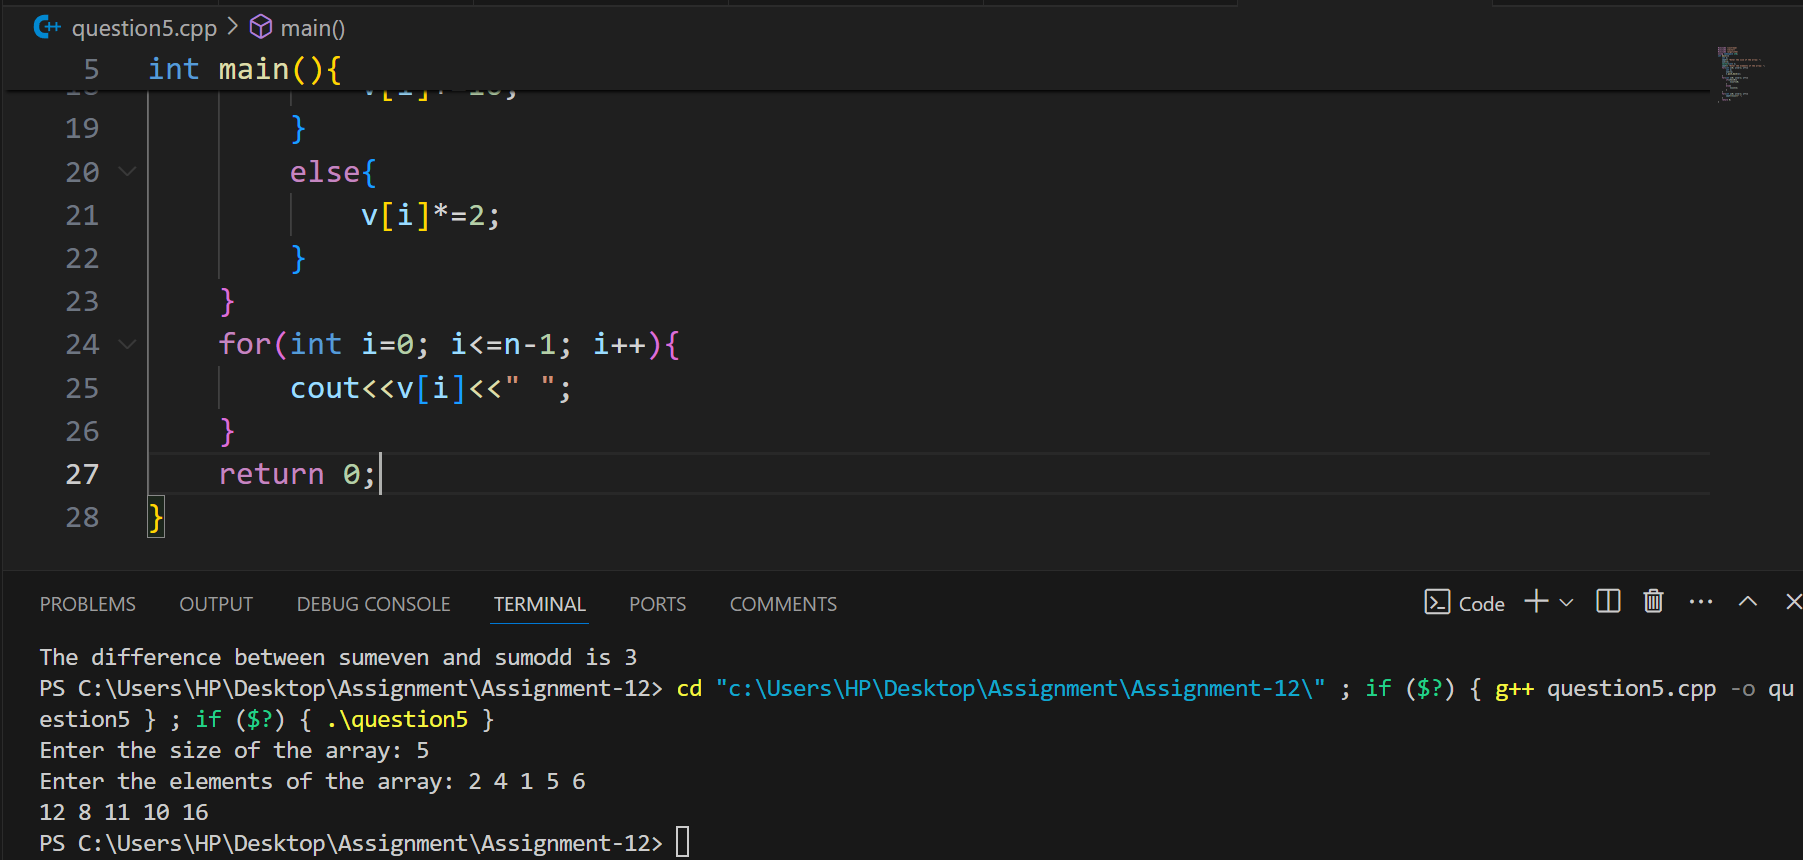 question5.cpp > main()
5 int main(){
19 }
20 else{
21 v[i]*=2;
22 }
23 }
24 for(int i=0; i<=n-1; i++){
25 cout<<v[i]<<" ";
26 }
27 return 0;
28 }
PROBLEMS OUTPUT DEBUG CONSOLE TERMINAL PORTS COMMENTS Code
The difference between sumeven and sumodd is 3
PS C:\Users\HP\Desktop\Assignment\Assignment-12> cd "c:\Users\HP\Desktop\Assignment\Assignment-12\" ; if ($?) { g++ question5.cpp -o qu
estion5 } ; if ($?) { .\question5 }
Enter the size of the array: 5
Enter the elements of the array: 2 4 1 5 6
12 8 11 10 16
PS C:\Users\HP\Desktop\Assignment\Assignment-12>